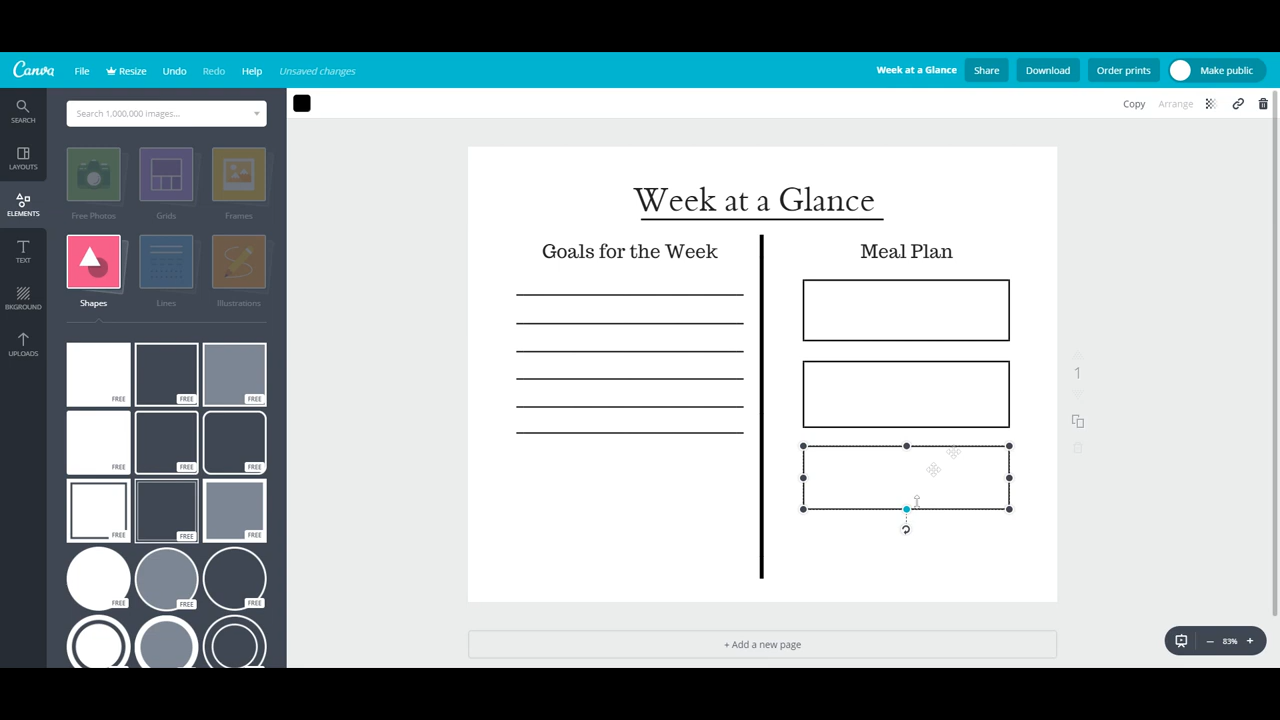 Canva File Resize Undo Redo Help Unsaved changes Week at a Glance Share Download Order prints Make public
Search 1,000,000 images...
Copy Arrange
SEARCH
LAYOUTS
ELEMENTS
TEXT
BKGROUND
UPLOADS
Free Photos Grids Frames
Shapes Lines Illustrations
FREE FREE
FREE FREE FREE
FREE FREE FREE
FREE FREE FREE
Week at a Glance
Goals for the Week
Meal Plan
1
+ Add a new page
83%